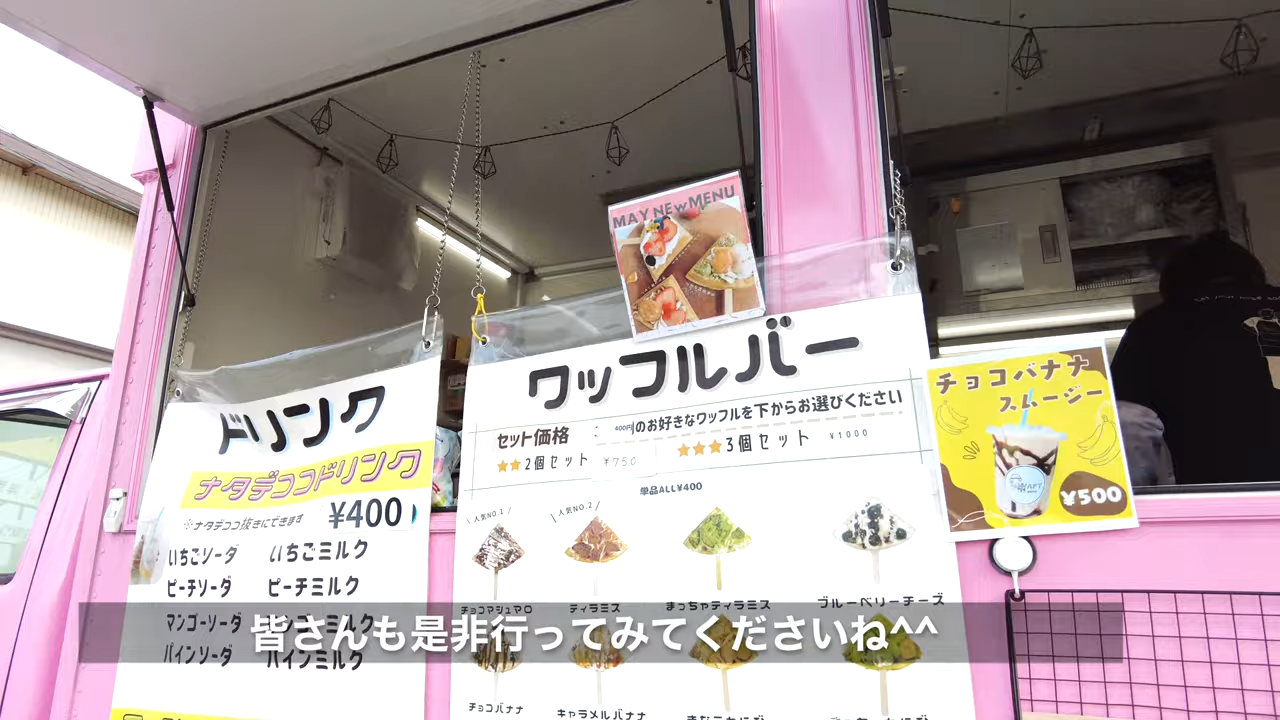 MAY NEW MENU
ドリンク
ナタデココドリンク
※ナタデココ抜きにできます
¥400
いちごソーダ いちごミルク
ピーチソーダ ピーチミルク
マンゴーソーダ マンゴーミルク
パインソーダ パインミルク
ワッフルバー
セット価格
400円のお好きなワッフルを下からお選びください
★★2個セット ¥750
★★★3個セット ¥1000
単品ALL¥400
\人気NO.1/
\人気NO.2/
チョコマシュマロ
ティラミス
まっちゃティラミス
ブルーベリーチーズ
チョコバナナ
キャラメルバナナ
チョコバナナ
スムージー
¥500
皆さんも是非行ってみてくださいね^^